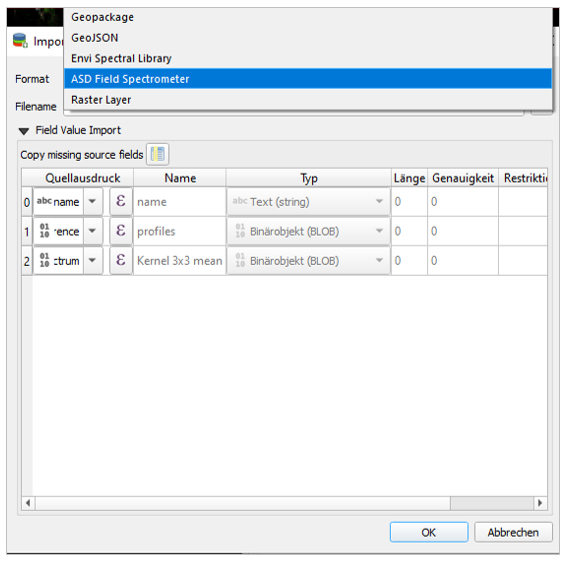 Geopackage
Impor
GeoJSON
Envi Spectral Library
Format
ASD Field Spectrometer
Raster Layer
Filename
Field Value Import
Copy missing source fields
Quellausdruck Name Typ Länge Genauigkeit Restriktio
0 abc name ε name abc Text (string) 0 0
1 01 10 rence ε profiles 01 10 Binärobjekt (BLOB) 0 0
2 01 10 ctrum ε Kernel 3x3 mean 01 10 Binärobjekt (BLOB) 0 0
OK Abbrechen